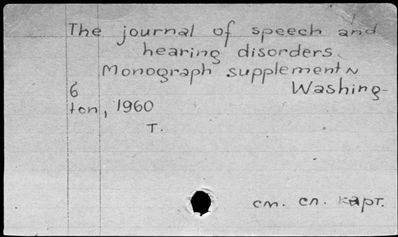 The journal of speech and
hearing disorders.
Monograph supplement N
6 Washing-
ton, 1960
T.
см. сл. карт.